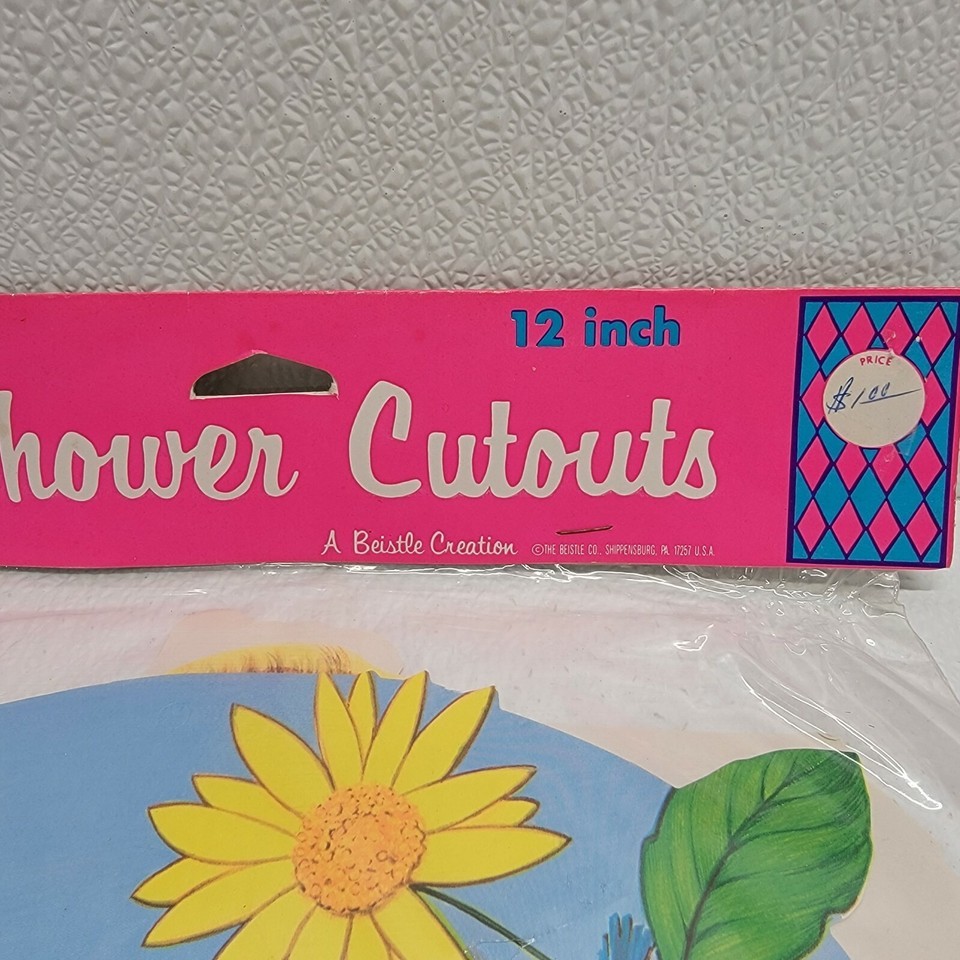 12 inch
PRICE
$1.00
hower Cutouts
A Beistle Creation ©THE BEISTLE CO., SHIPPENSBURG, PA. 17257 U.S.A.